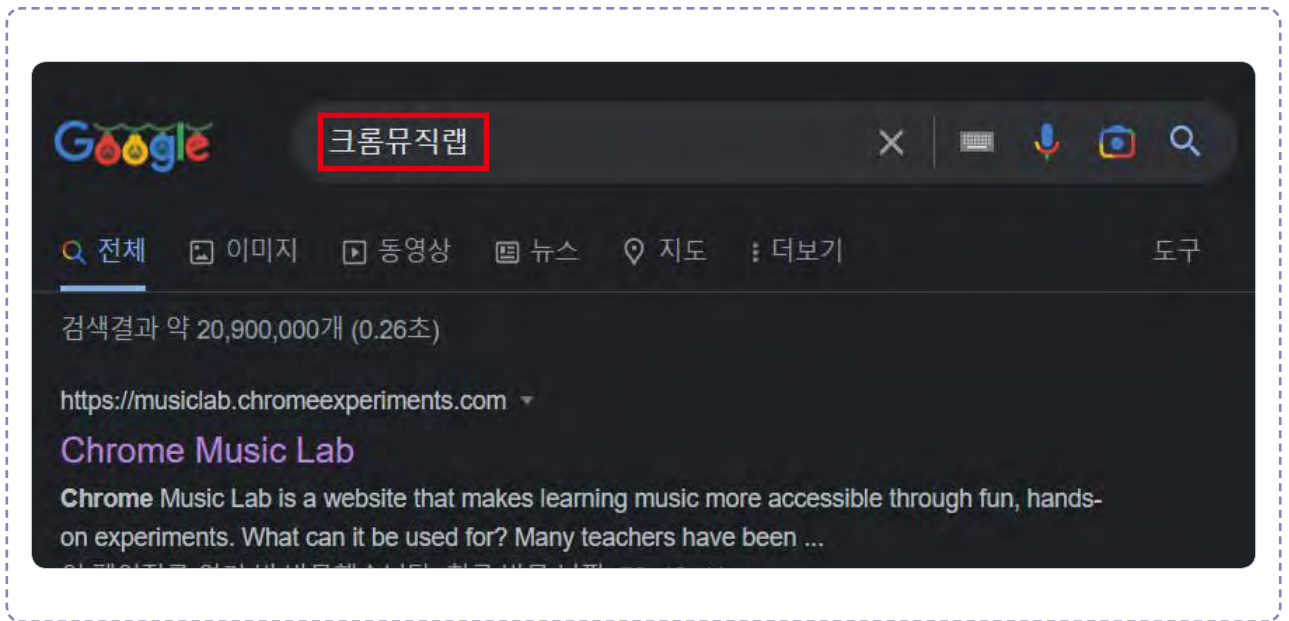 Google
크롬뮤직랩
전체 이미지 동영상 뉴스 지도 더보기 도구
검색결과 약 20,900,000개 (0.26초)
https://musiclab.chromeexperiments.com
Chrome Music Lab
Chrome Music Lab is a website that makes learning music more accessible through fun, hands-
on experiments. What can it be used for? Many teachers have been ...